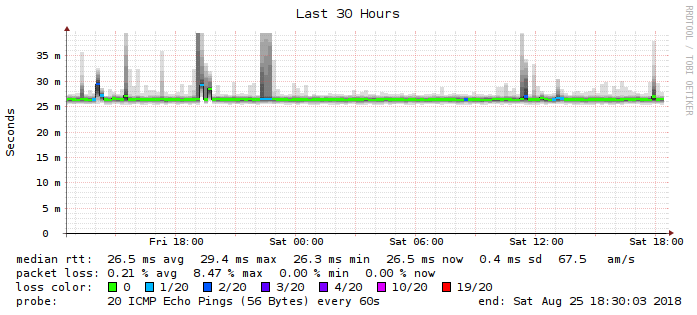 Last 30 Hours
RRDTOOL / TOBI OETIKER
Seconds
35 m
30 m
25 m
20 m
15 m
10 m
5 m
0
Fri 18:00 Sat 00:00 Sat 06:00 Sat 12:00 Sat 18:00
median rtt: 26.5 ms avg 29.4 ms max 26.3 ms min 26.5 ms now 0.4 ms sd 67.5 am/s
packet loss: 0.21 % avg 8.47 % max 0.00 % min 0.00 % now
loss color: 0 1/20 2/20 3/20 4/20 10/20 19/20
probe: 20 ICMP Echo Pings (56 Bytes) every 60s end: Sat Aug 25 18:30:03 2018